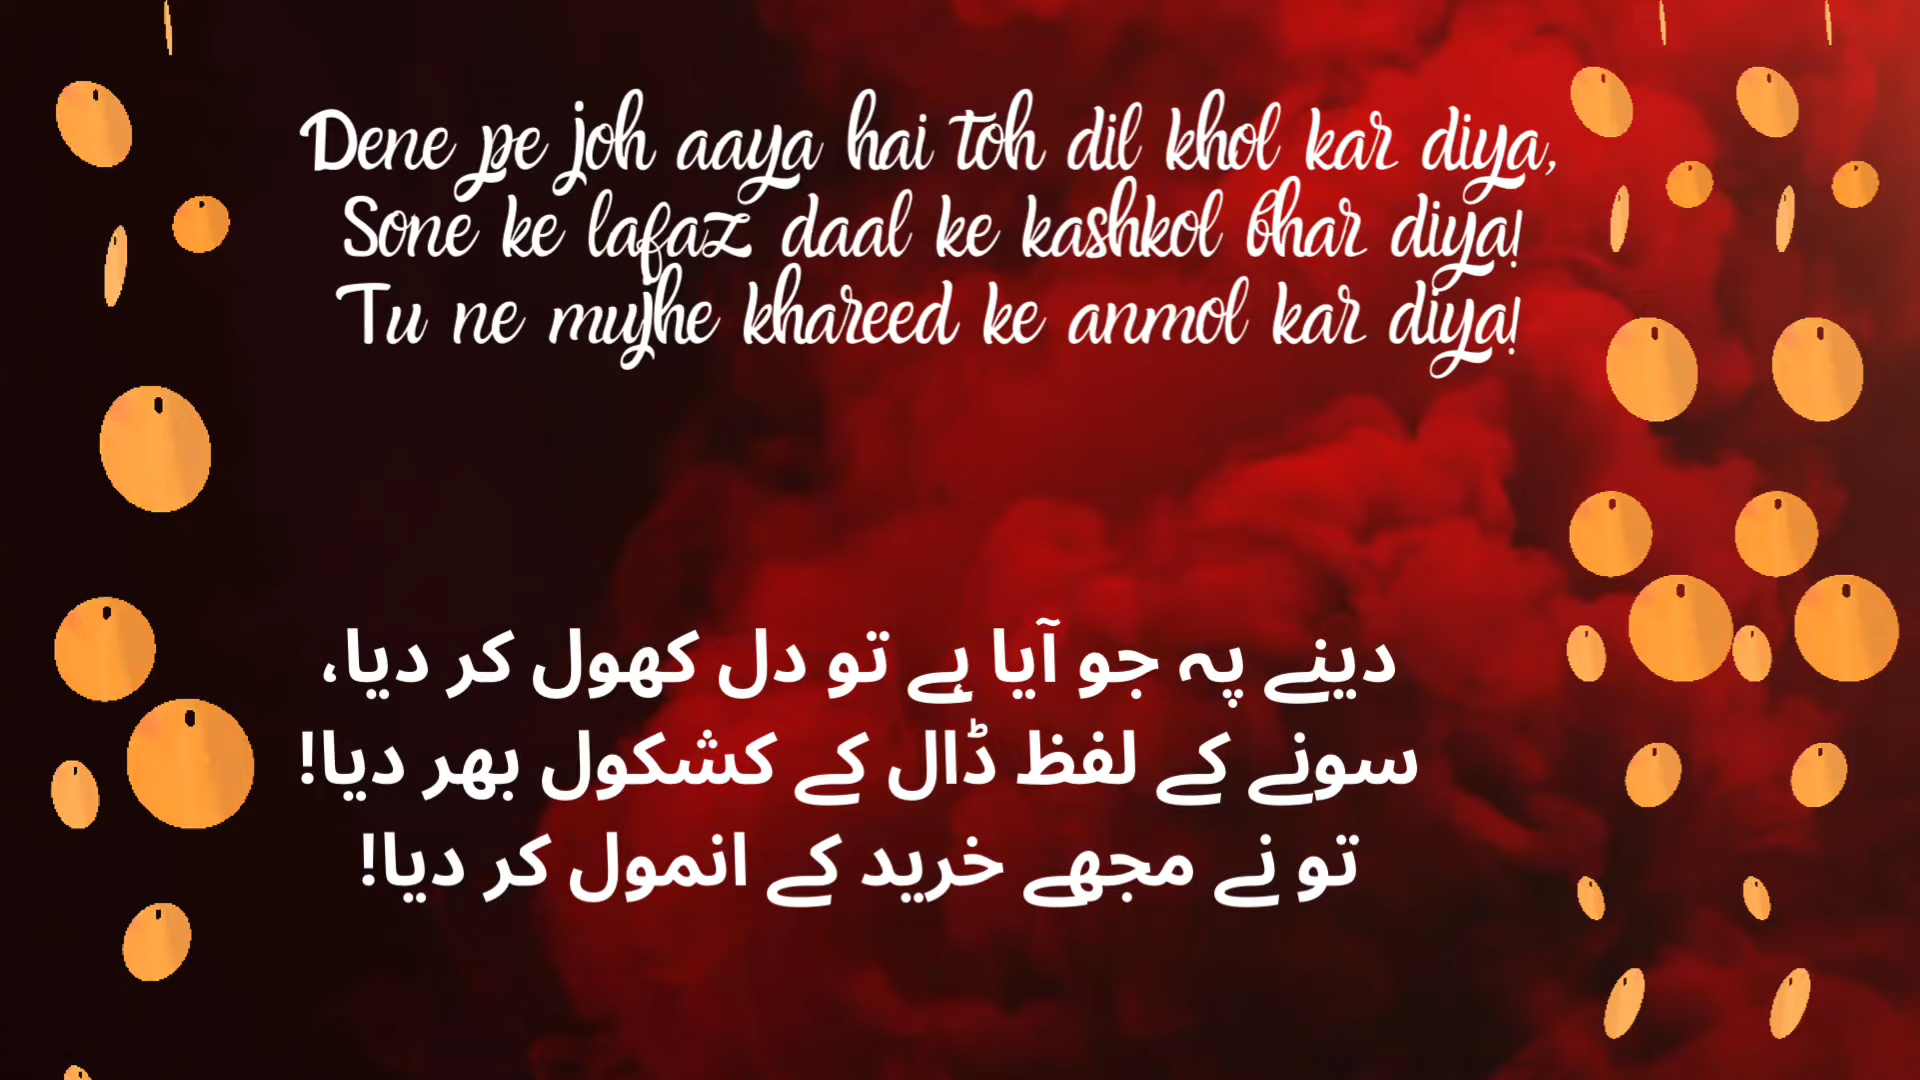 Dene pe joh aaya hai toh dil khol kar diya,
Sone ke lafaz daal ke kashkol bhar diya!
Tu ne mujhe khareed ke anmol kar diya!
دینے پہ جو آیا ہے تو دل کھول کر دیا،
سونے کے لفظ ڈال کے کشکول بھر دیا!
تو نے مجھے خرید کے انمول کر دیا!